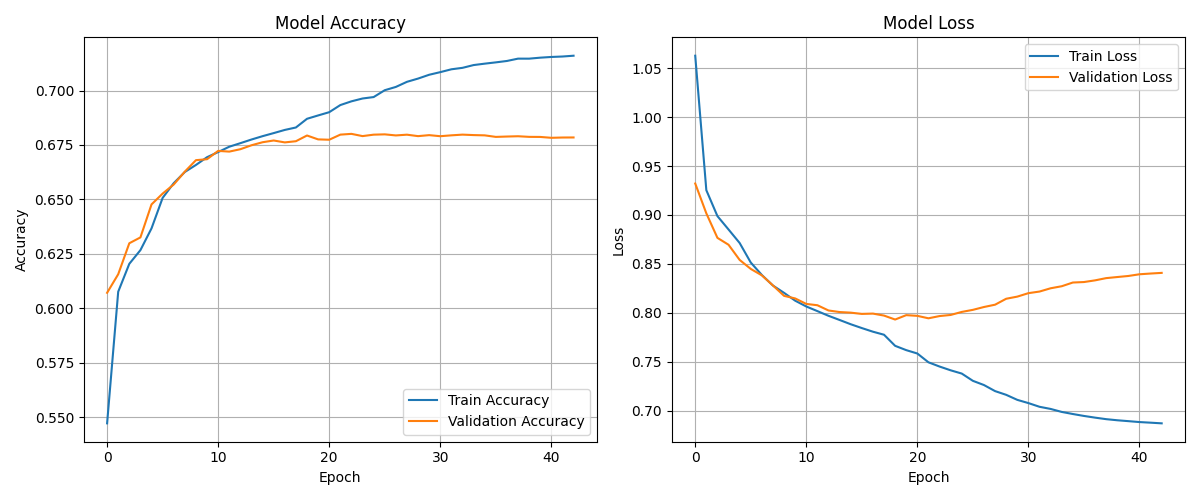 Model Accuracy
Accuracy
0.700
0.675
0.650
0.625
0.600
0.575
0.550
Train Accuracy
Validation Accuracy
0 10 20 30 40
Epoch
Model Loss
Loss
1.05
1.00
0.95
0.90
0.85
0.80
0.75
0.70
Train Loss
Validation Loss
0 10 20 30 40
Epoch